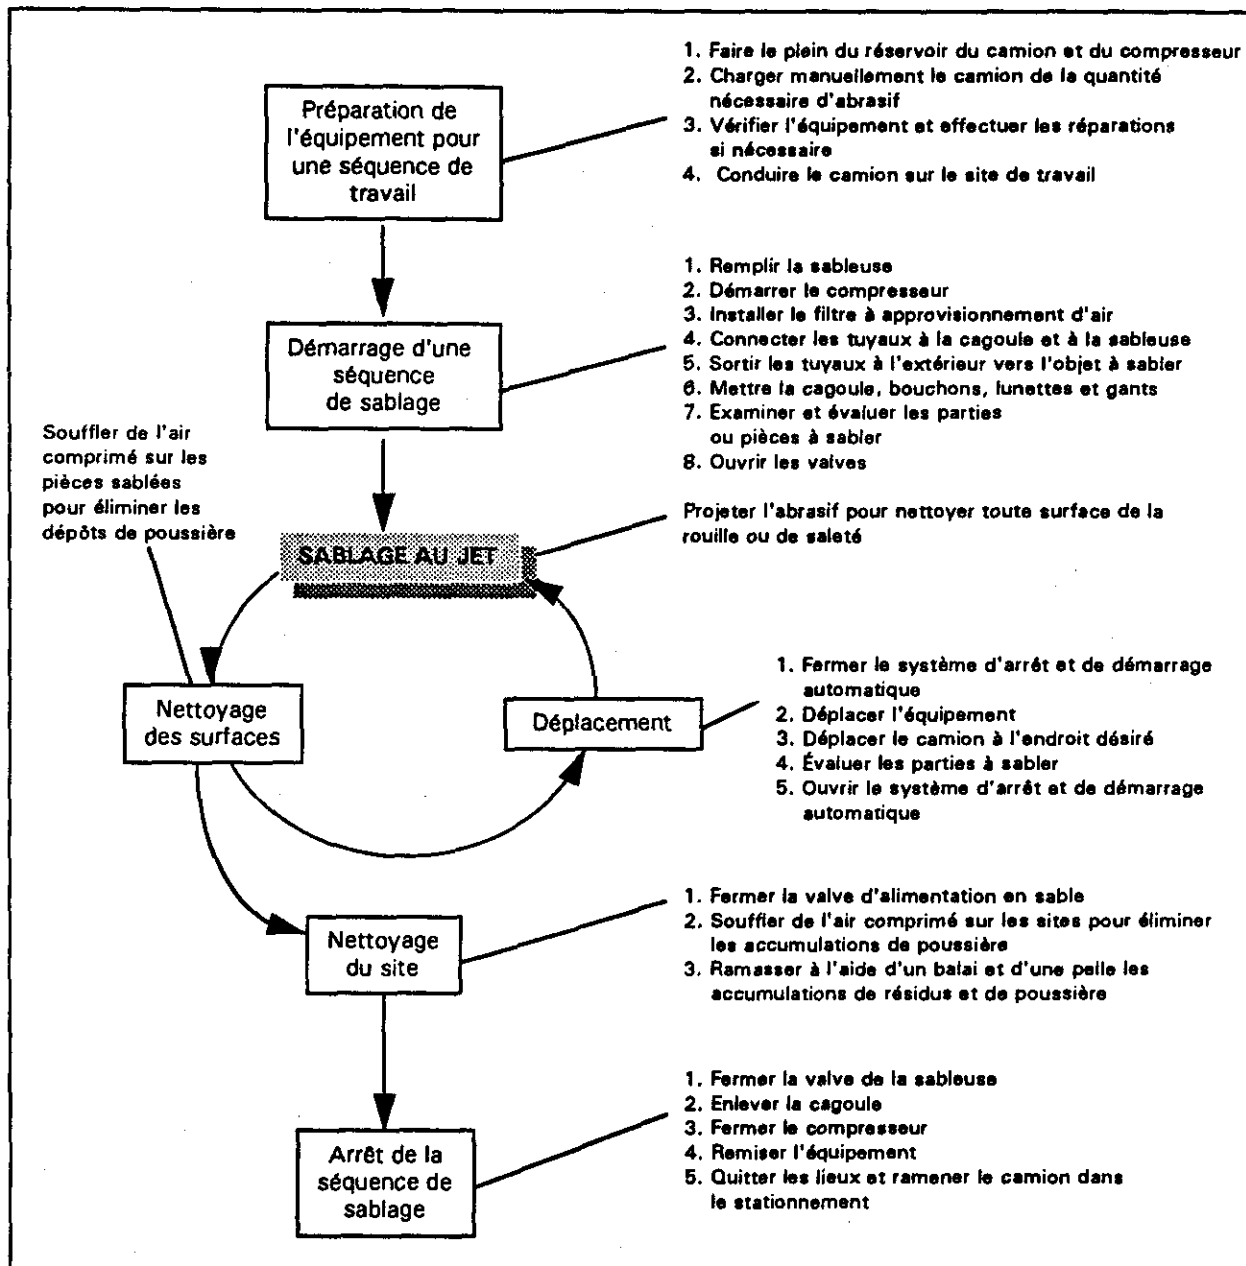 Préparation de
l'équipement pour
une séquence de
travail
1. Faire le plein du réservoir du camion et du compresseur
2. Charger manuellement le camion de la quantité
nécessaire d'abrasif
3. Vérifier l'équipement et effectuer les réparations
si nécessaire
4. Conduire le camion sur le site de travail
Démarrage d'une
séquence
de sablage
1. Remplir la sableuse
2. Démarrer le compresseur
3. Installer le filtre à approvisionnement d'air
4. Connecter les tuyaux à la cagoule et à la sableuse
5. Sortir les tuyaux à l'extérieur vers l'objet à sabler
6. Mettre la cagoule, bouchons, lunettes et gants
7. Examiner et évaluer les parties
ou pièces à sabler
8. Ouvrir les valves
Souffler de l'air
comprimé sur les
pièces sablées
pour éliminer les
dépôts de poussière
SABLAGE AU JET
Projeter l'abrasif pour nettoyer toute surface de la
rouille ou de saleté
Nettoyage
des surfaces
Déplacement
1. Fermer le système d'arrêt et de démarrage
automatique
2. Déplacer l'équipement
3. Déplacer le camion à l'endroit désiré
4. Évaluer les parties à sabler
5. Ouvrir le système d'arrêt et de démarrage
automatique
Nettoyage
du site
1. Fermer la valve d'alimentation en sable
2. Souffler de l'air comprimé sur les sites pour éliminer
les accumulations de poussière
3. Ramasser à l'aide d'un balai et d'une pelle les
accumulations de résidus et de poussière
Arrêt de la
séquence de
sablage
1. Fermer la valve de la sableuse
2. Enlever la cagoule
3. Fermer le compresseur
4. Remiser l'équipement
5. Quitter les lieux et ramener le camion dans
le stationnement